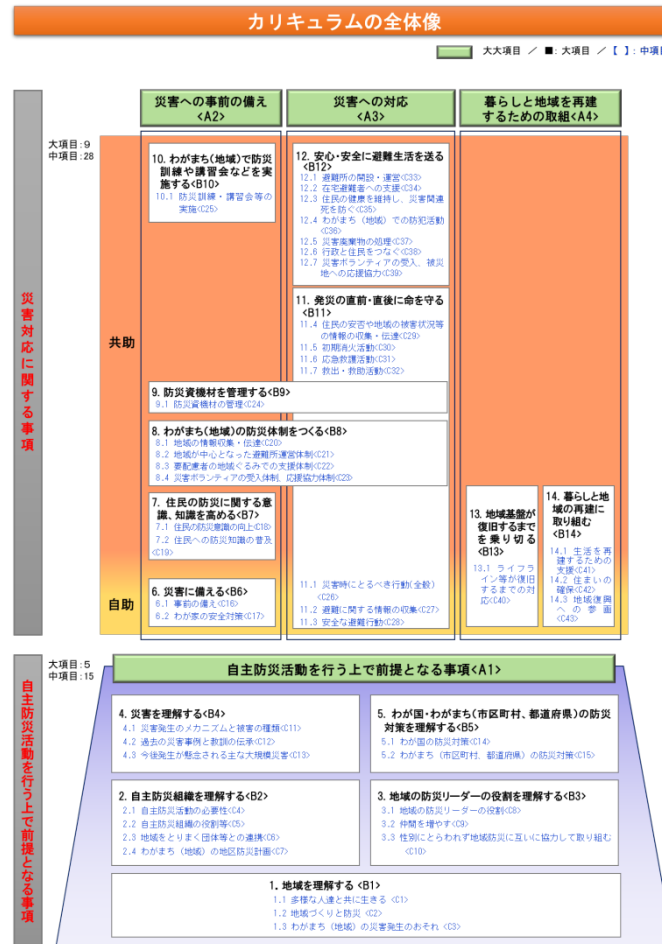 カリキュラムの全体像
大大項目 ／ ■：大項目 ／【 】：中項目
災害への事前の備え
<A2>
災害への対応
<A3>
暮らしと地域を再建
するための取組<A4>
大項目：9
中項目：28
災害対応に関する事項
共助
自助
10. わがまち(地域)で防災
訓練や講習会などを実
施する<B10>
10.1 防災訓練・講習会等の
実施<C25>
12. 安心・安全に避難生活を送る
<B12>
12.1 避難所の開設・運営<C33>
12.2 在宅避難者への支援<C34>
12.3 住民の健康を維持し、災害関連
死を防ぐ<C35>
12.4 わがまち（地域）での防犯活動
<C36>
12.5 災害廃棄物の処理<C37>
12.6 行政と住民をつなぐ<C38>
12.7 災害ボランティアの受入、被災
地への応援協力<C39>
11. 発災の直前・直後に命を守る
<B11>
11.4 住民の安否や地域の被害状況等
の情報の収集・伝達<C29>
11.5 初期消火活動<C30>
11.6 応急救護活動<C31>
11.7 救出・救助活動<C32>
9. 防災資機材を管理する<B9>
9.1 防災資機材の管理<C24>
8. わがまち(地域)の防災体制をつくる<B8>
8.1 地域の情報収集・伝達<C20>
8.2 地域が中心となった避難所運営体制<C21>
8.3 要配慮者の地域ぐるみでの支援体制<C22>
8.4 災害ボランティアの受入体制、応援協力体制<C23>
7. 住民の防災に関する意
識、知識を高める<B7>
7.1 住民の防災意識の向上<C18>
7.2 住民への防災知識の普及
<C19>
6. 災害に備える<B6>
6.1 事前の備え<C16>
6.2 わが家の安全対策<C17>
11.1 災害時にとるべき行動(全般)
<C26>
11.2 避難に関する情報の収集<C27>
11.3 安全な避難行動<C28>
13. 地域基盤が
復旧するまで
を乗り切る
<B13>
13.1 ライフラ
イン等が復旧
するまでの対
応<C40>
14. 暮らしと地
域の再建に
取り組む
<B14>
14.1 生活を再
建するための
支援<C41>
14.2 住まいの
確保<C42>
14.3 地域復興
への参画
<C43>
大項目：5
中項目：15
自主防災活動を行う上で前提となる事項
自主防災活動を行う上で前提となる事項<A1>
4. 災害を理解する<B4>
4.1 災害発生のメカニズムと被害の種類<C11>
4.2 過去の災害事例と教訓の伝承<C12>
4.3 今後発生が懸念される主な大規模災害<C13>
5. わが国・わがまち(市区町村、都道府県)の防災
対策を理解する<B5>
5.1 わが国の防災対策<C14>
5.2 わがまち（市区町村、都道府県）の防災対策<C15>
2. 自主防災組織を理解する<B2>
2.1 自主防災活動の必要性<C4>
2.2 自主防災組織の役割等<C5>
2.3 地域をとりまく団体等との連携<C6>
2.4 わがまち（地域）の地区防災計画<C7>
3. 地域の防災リーダーの役割を理解する<B3>
3.1 地域の防災リーダーの役割<C8>
3.2 仲間を増やす<C9>
3.3 性別にとらわれず地域防災に互いに協力して取り組む
<C10>
1. 地域を理解する <B1>
1.1 多様な人達と共に生きる <C1>
1.2 地域づくりと防災 <C2>
1.3 わがまち（地域）の災害発生のおそれ <C3>